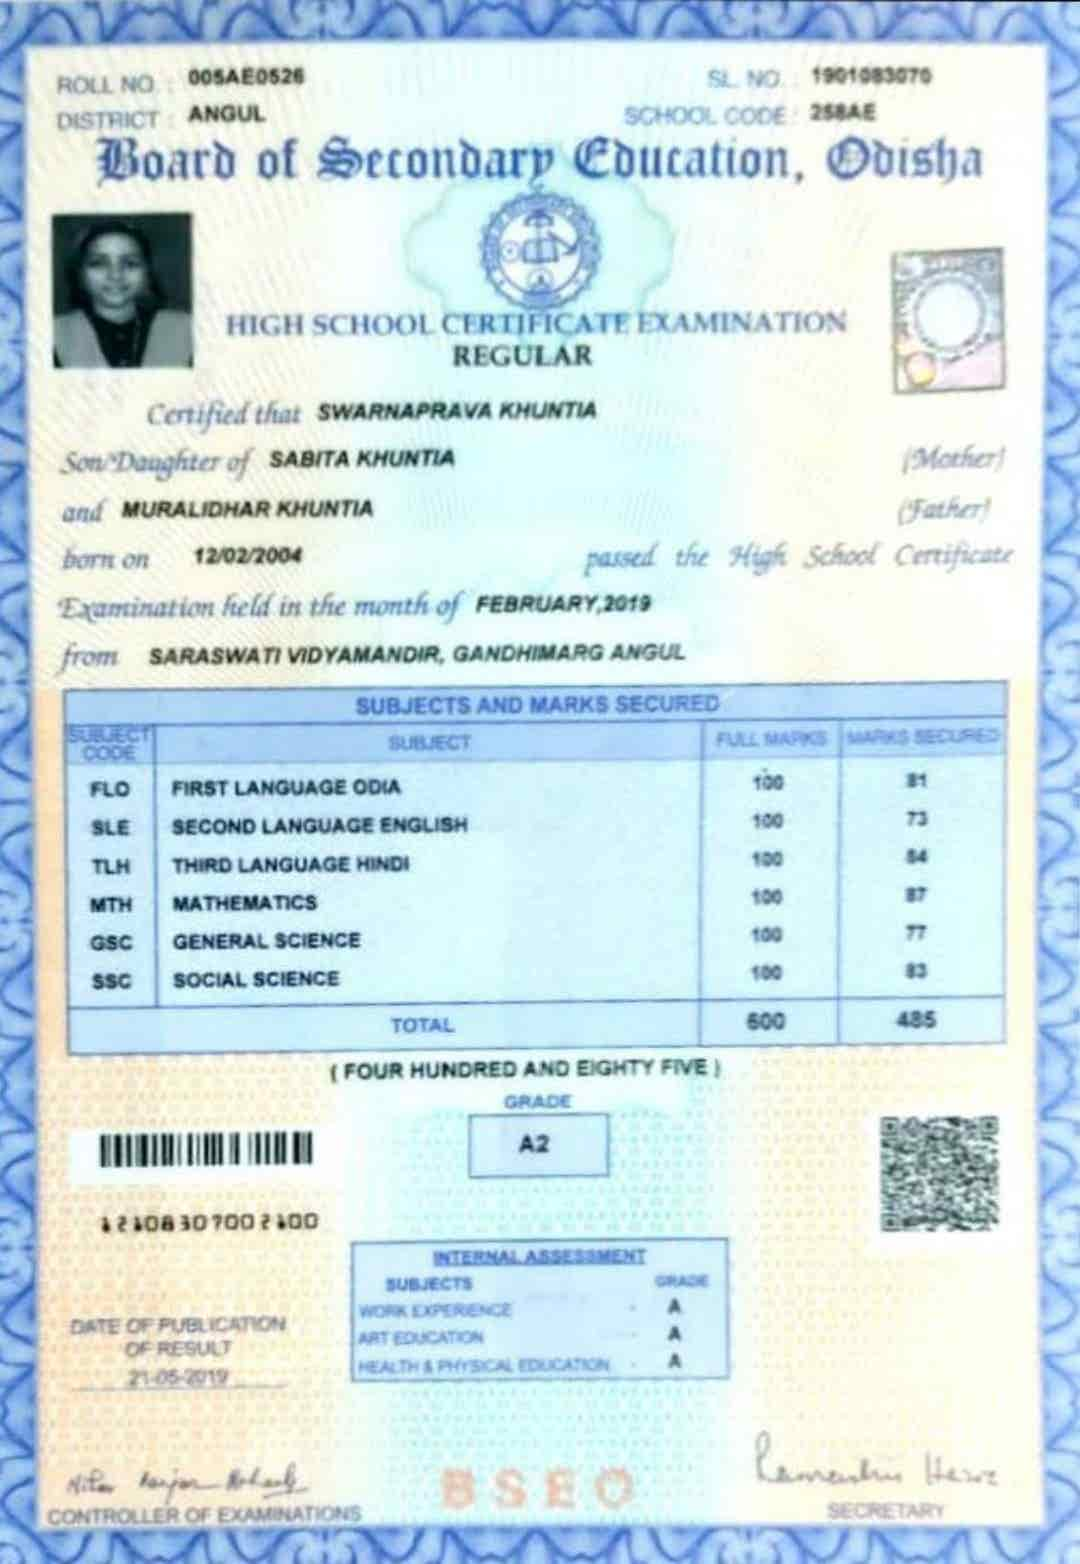 ROLL NO. : 005AE0526 SL. NO. : 1901083070
DISTRICT : ANGUL SCHOOL CODE : 258AE
Board of Secondary Education, Odisha
HIGH SCHOOL CERTIFICATE EXAMINATION
REGULAR
Certified that SWARNAPRAVA KHUNTIA
Son/Daughter of SABITA KHUNTIA (Mother)
and MURALIDHAR KHUNTIA (Father)
born on 12/02/2004 passed the High School Certificate
Examination held in the month of FEBRUARY,2019
from SARASWATI VIDYAMANDIR, GANDHIMARG ANGUL
SUBJECTS AND MARKS SECURED
SUBJECT CODE SUBJECT FULL MARKS MARKS SECURED
FLO FIRST LANGUAGE ODIA 100 81
SLE SECOND LANGUAGE ENGLISH 100 73
TLH THIRD LANGUAGE HINDI 100 84
MTH MATHEMATICS 100 87
GSC GENERAL SCIENCE 100 77
SSC SOCIAL SCIENCE 100 83
TOTAL 600 485
( FOUR HUNDRED AND EIGHTY FIVE )
GRADE
A2
12108307002100
INTERNAL ASSESSMENT
SUBJECTS GRADE
WORK EXPERIENCE - A
ART EDUCATION - A
HEALTH & PHYSICAL EDUCATION - A
DATE OF PUBLICATION
OF RESULT
21-05-2019
BSEO
CONTROLLER OF EXAMINATIONS SECRETARY